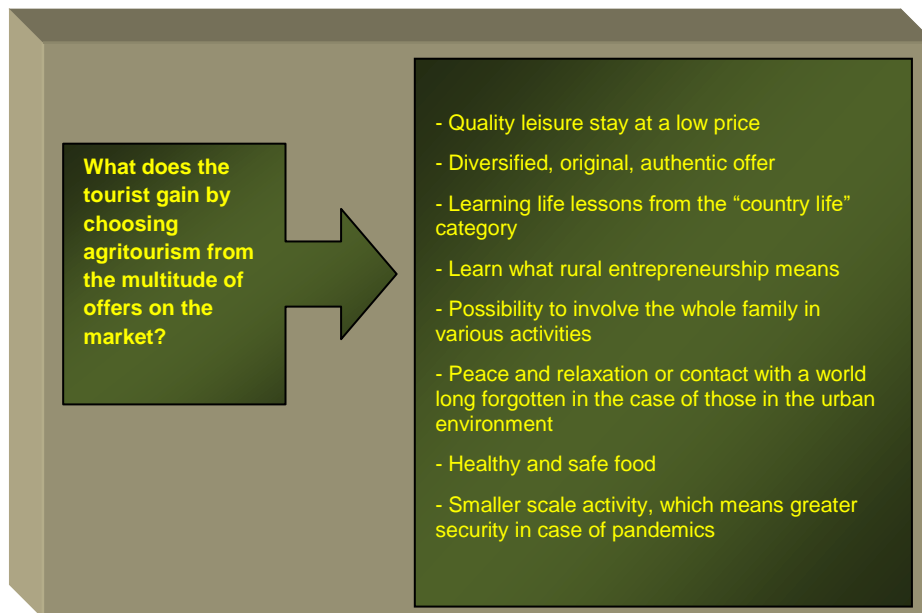 What does the
tourist gain by
choosing
agritourism from
the multitude of
offers on the
market?
- Quality leisure stay at a low price
- Diversified, original, authentic offer
- Learning life lessons from the “country life”
category
- Learn what rural entrepreneurship means
- Possibility to involve the whole family in
various activities
- Peace and relaxation or contact with a world
long forgotten in the case of those in the urban
environment
- Healthy and safe food
- Smaller scale activity, which means greater
security in case of pandemics